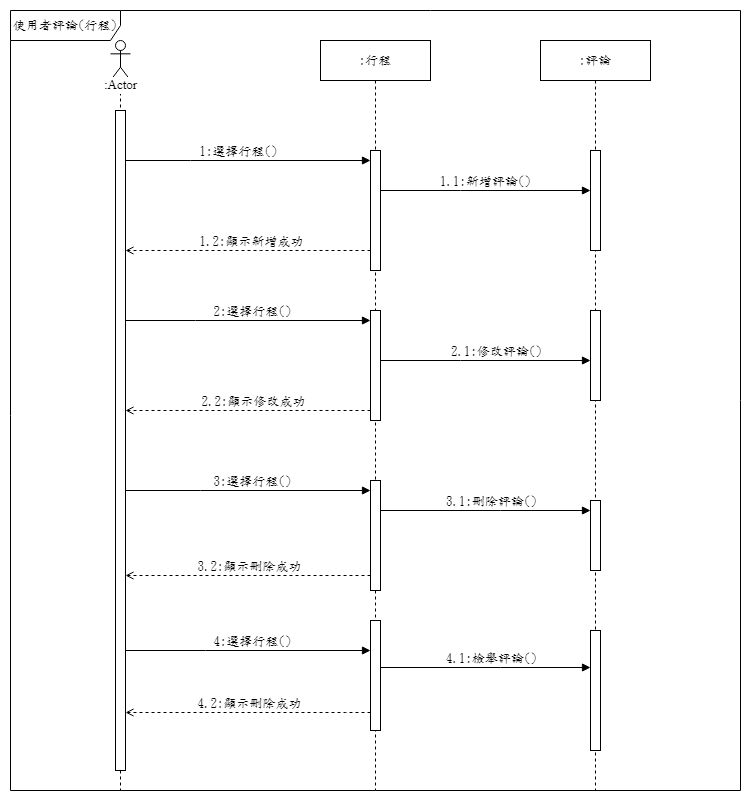 使用者評論(行程)
:Actor
:行程
:評論
1:選擇行程()
1.1:新增評論()
1.2:顯示新增成功
2:選擇行程()
2.1:修改評論()
2.2:顯示修改成功
3:選擇行程()
3.1:刪除評論()
3.2:顯示刪除成功
4:選擇行程()
4.1:檢舉評論()
4.2:顯示刪除成功